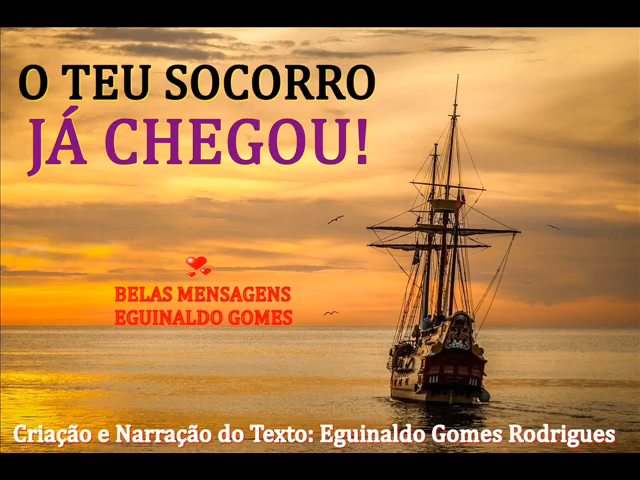 O TEU SOCORRO
JÁ CHEGOU!
BELAS MENSAGENS
EGUINALDO GOMES
Criação e Narração do Texto: Eguinaldo Gomes Rodrigues